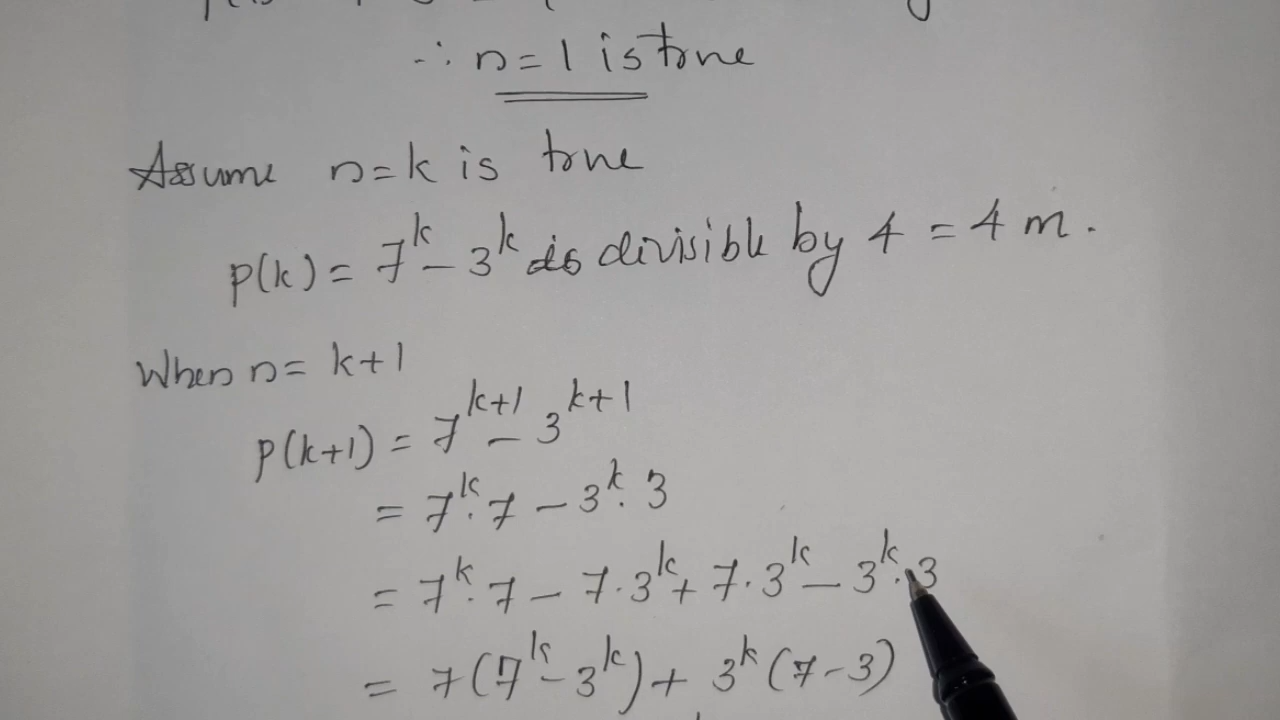 ∴ n=1 is true
Assume n=k is true
p(k) = 7^k - 3^k is divisible by 4 = 4m.
When n= k+1
p(k+1) = 7^{k+1} - 3^{k+1}
= 7^k . 7 - 3^k . 3
= 7^k . 7 - 7 . 3^k + 7 . 3^k - 3^k . 3
= 7(7^k - 3^k) + 3^k (7-3)